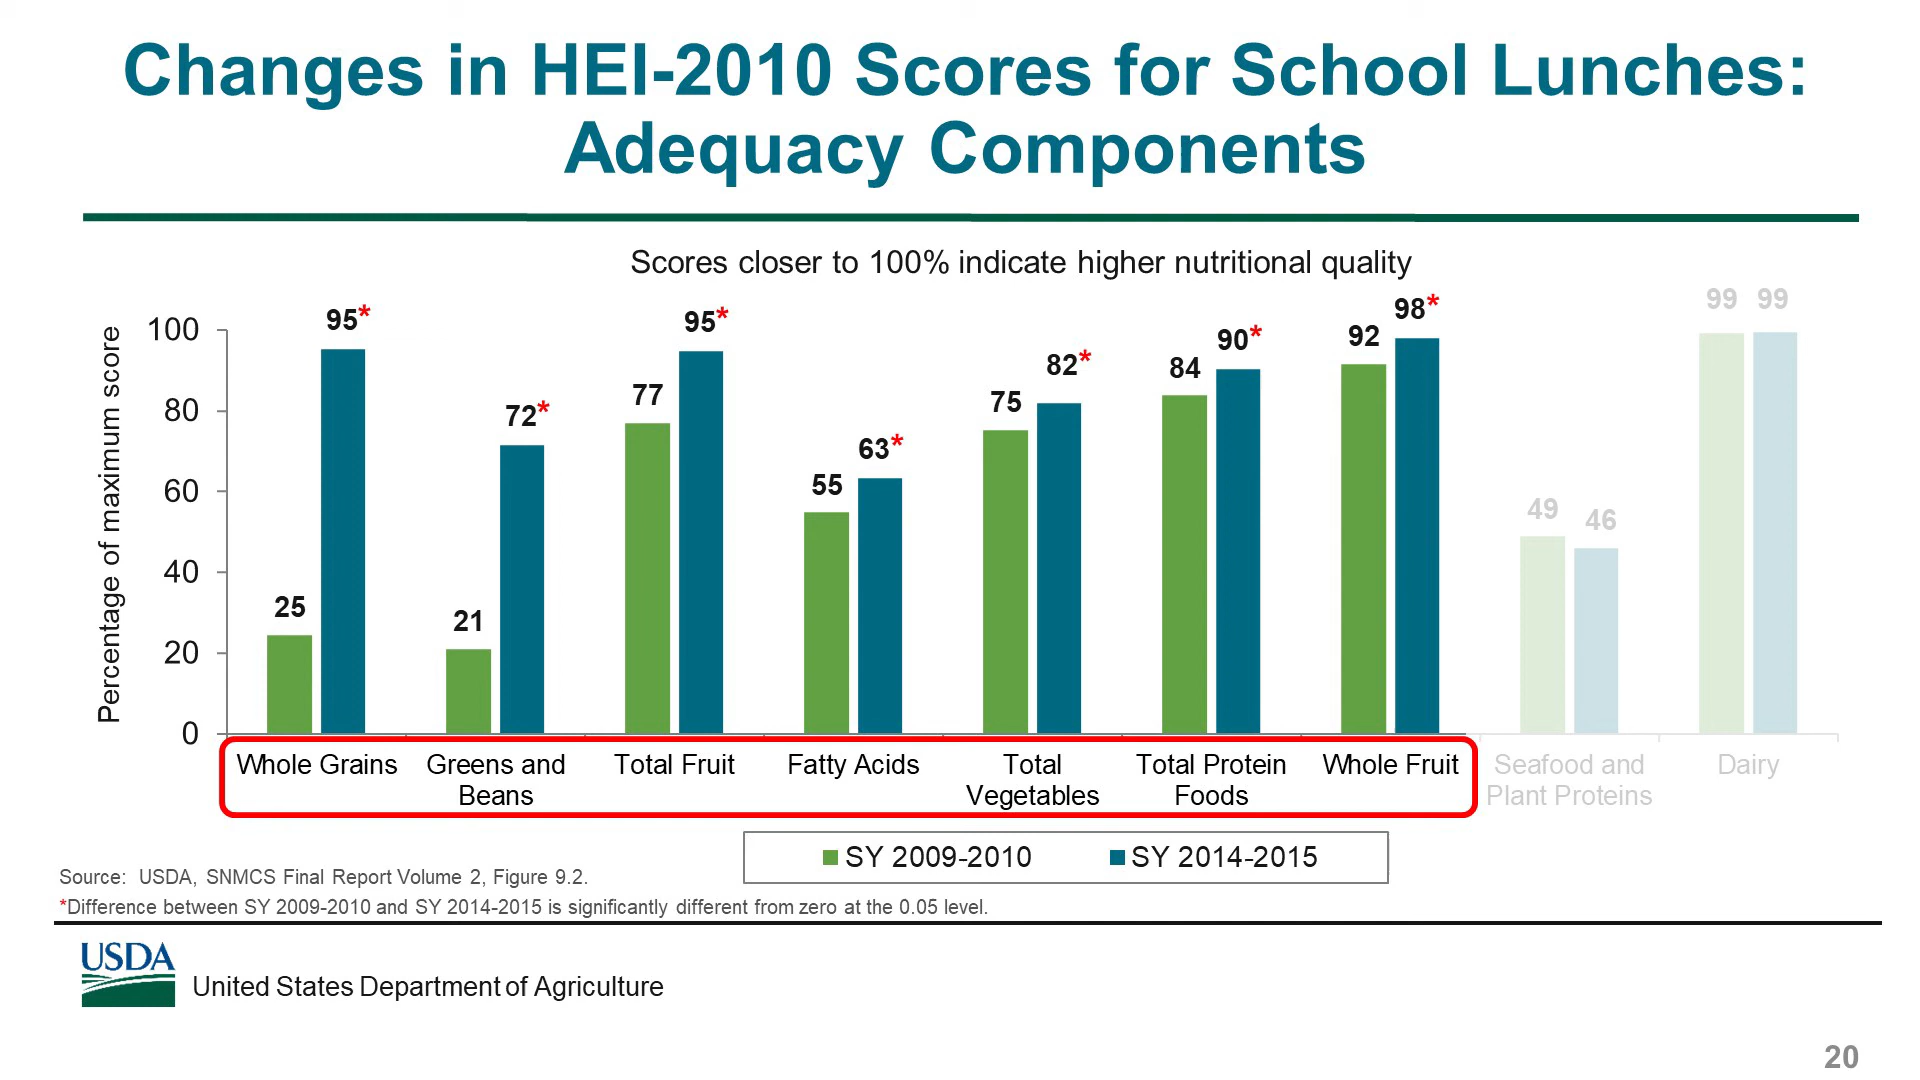 Changes in HEI-2010 Scores for School Lunches:
Adequacy Components
Scores closer to 100% indicate higher nutritional quality
Percentage of maximum score
100
80
60
40
20
0
25 95*
21 72*
77 95*
55 63*
75 82*
84 90*
92 98*
49 46
99 99
Whole Grains
Greens and
Beans
Total Fruit
Fatty Acids
Total
Vegetables
Total Protein
Foods
Whole Fruit
Seafood and
Plant Proteins
Dairy
SY 2009-2010 SY 2014-2015
Source: USDA, SNMCS Final Report Volume 2, Figure 9.2.
*Difference between SY 2009-2010 and SY 2014-2015 is significantly different from zero at the 0.05 level.
USDA
United States Department of Agriculture
20